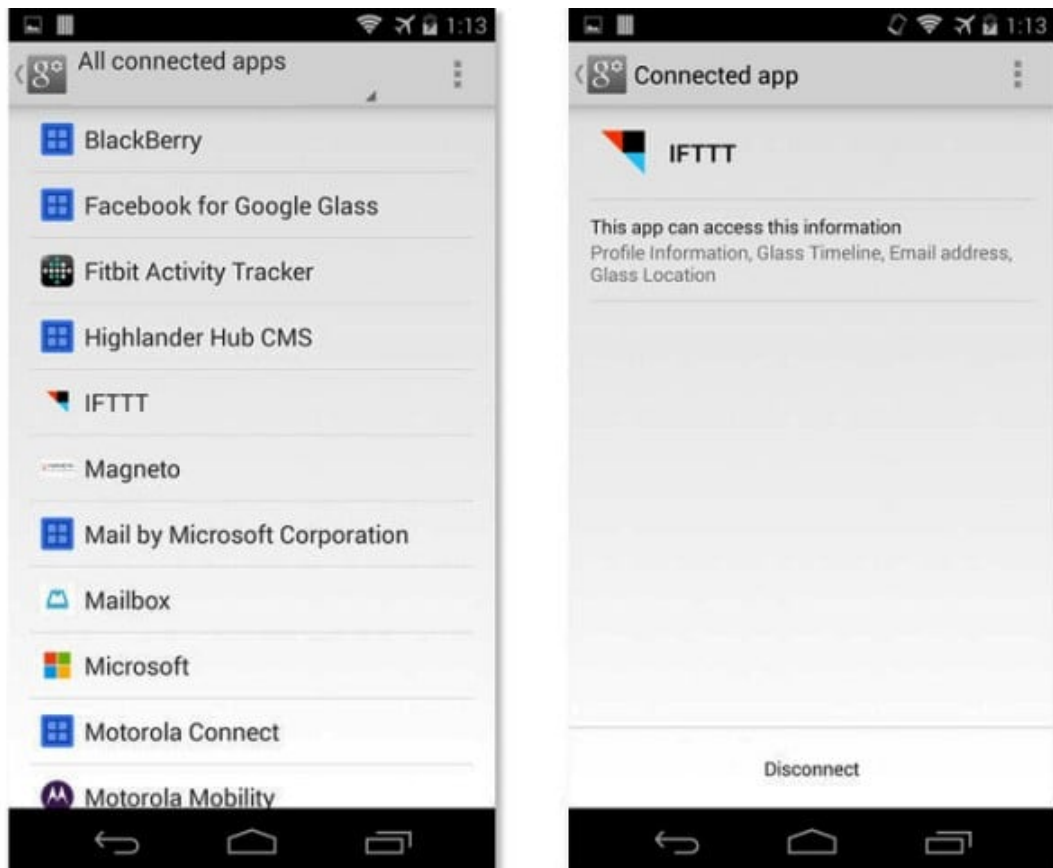 1:13
All connected apps
BlackBerry
Facebook for Google Glass
Fitbit Activity Tracker
Highlander Hub CMS
IFTTT
Magneto
Mail by Microsoft Corporation
Mailbox
Microsoft
Motorola Connect
Motorola Mobility
1:13
Connected app
IFTTT
This app can access this information
Profile Information, Glass Timeline, Email address,
Glass Location
Disconnect